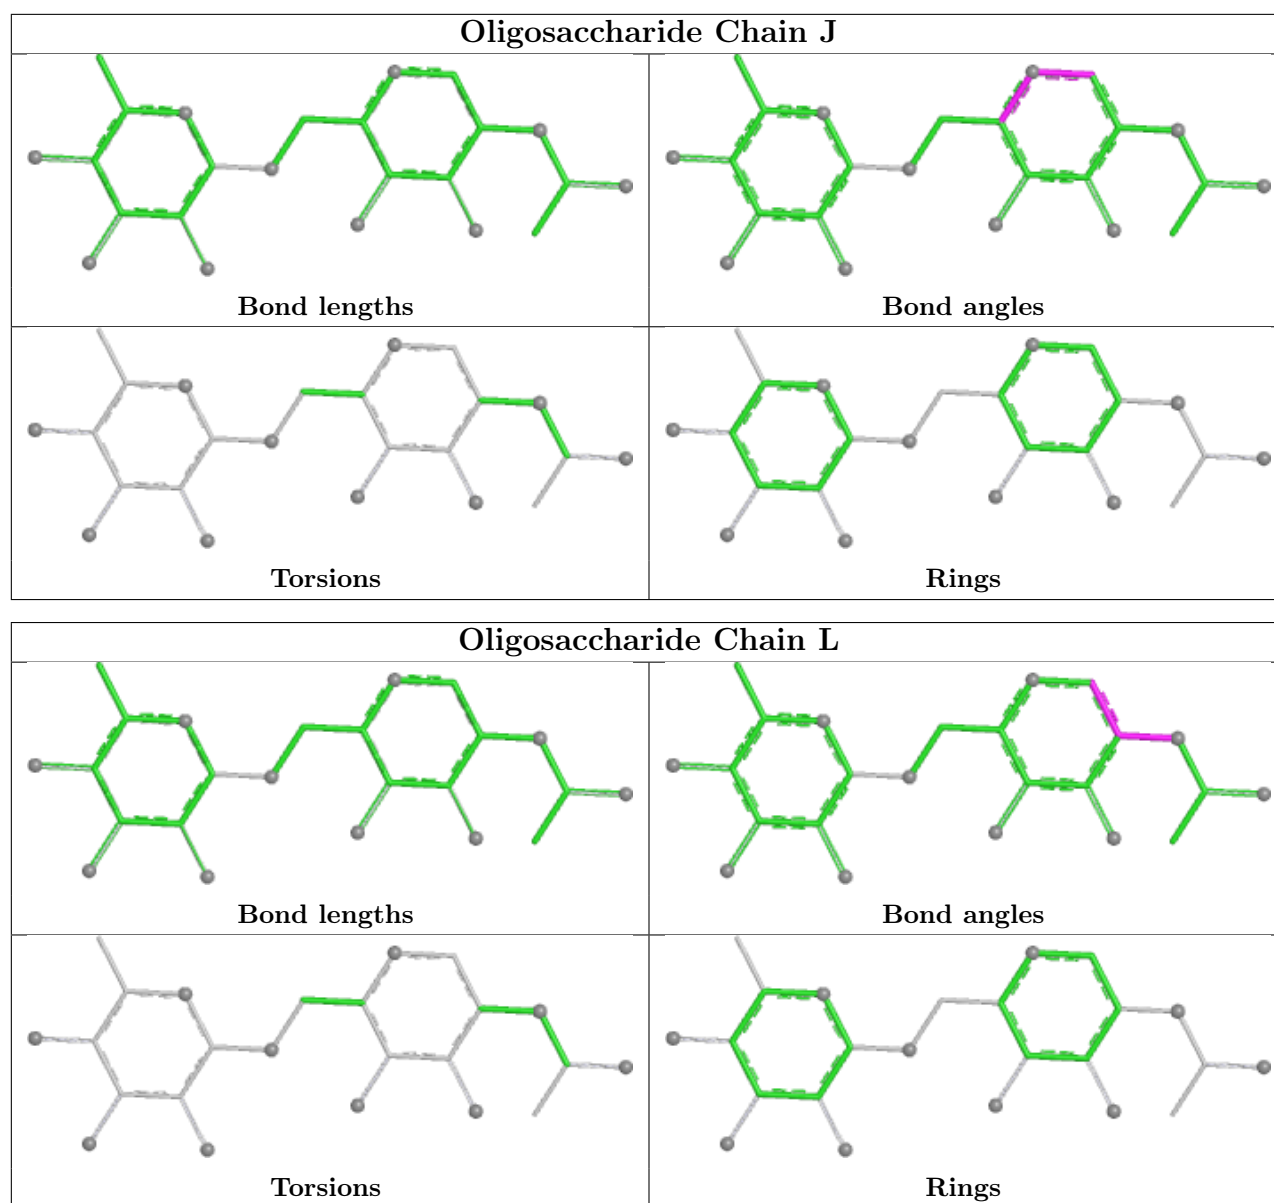 Oligosaccharide Chain J
Bond lengths
Bond angles
Torsions
Rings
Oligosaccharide Chain L
Bond lengths
Bond angles
Torsions
Rings